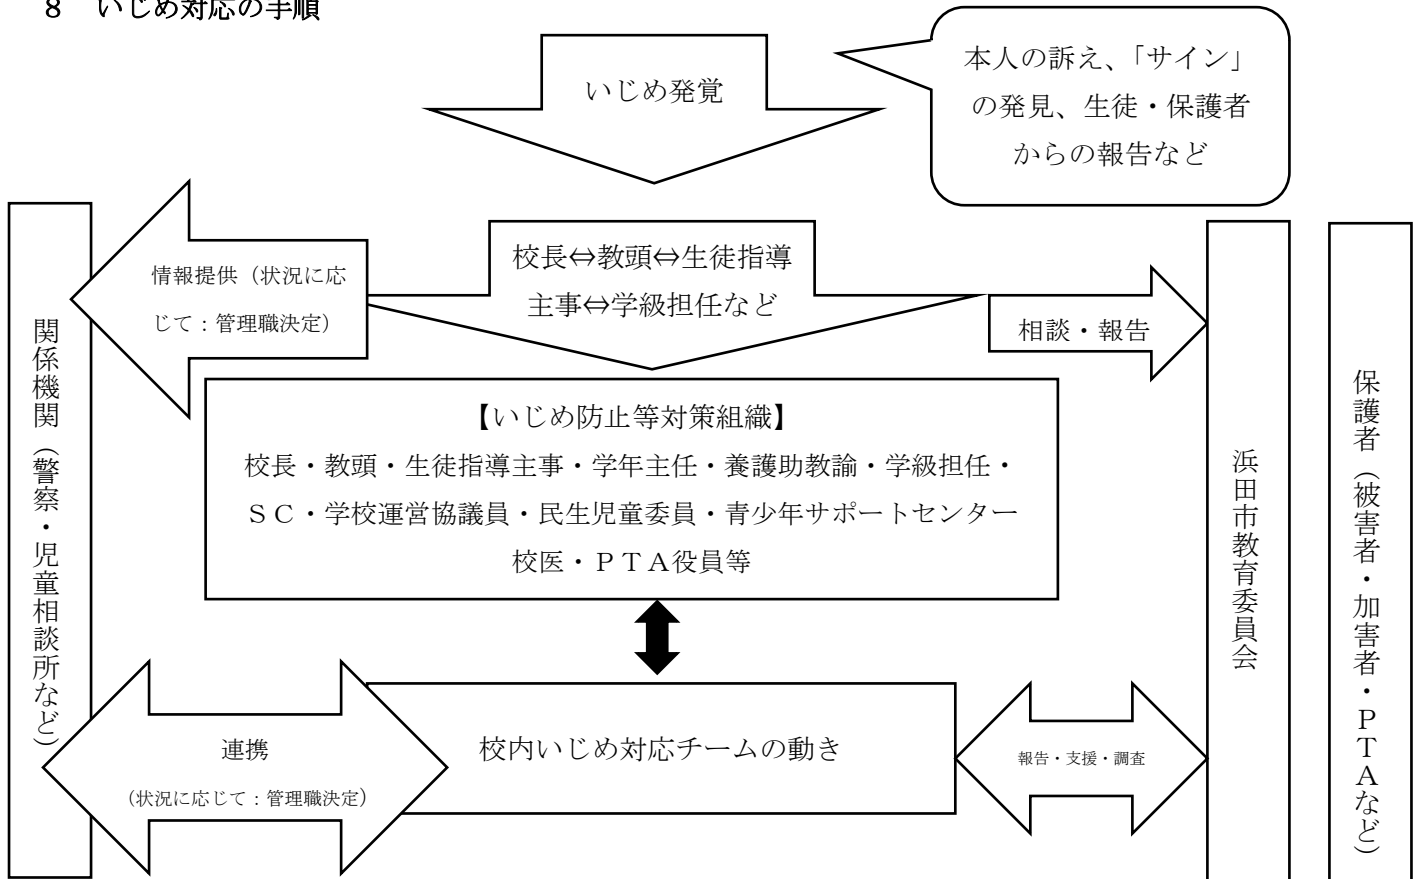 8 いじめ対応の手順
いじめ発覚
本人の訴え、「サイン」
の発見、生徒・保護者
からの報告など
校長⇔教頭⇔生徒指導
主事⇔学級担任など
情報提供（状況に応
じて：管理職決定）
相談・報告
関係機関（警察・児童相談所など）
【いじめ防止等対策組織】
校長・教頭・生徒指導主事・学年主任・養護助教諭・学級担任・
ＳＣ・学校運営協議員・民生児童委員・青少年サポートセンター
校医・ＰＴＡ役員等
浜田市教育委員会
保護者（被害者・加害者・ＰＴＡなど）
連携
（状況に応じて：管理職決定）
校内いじめ対応チームの動き
報告・支援・調査